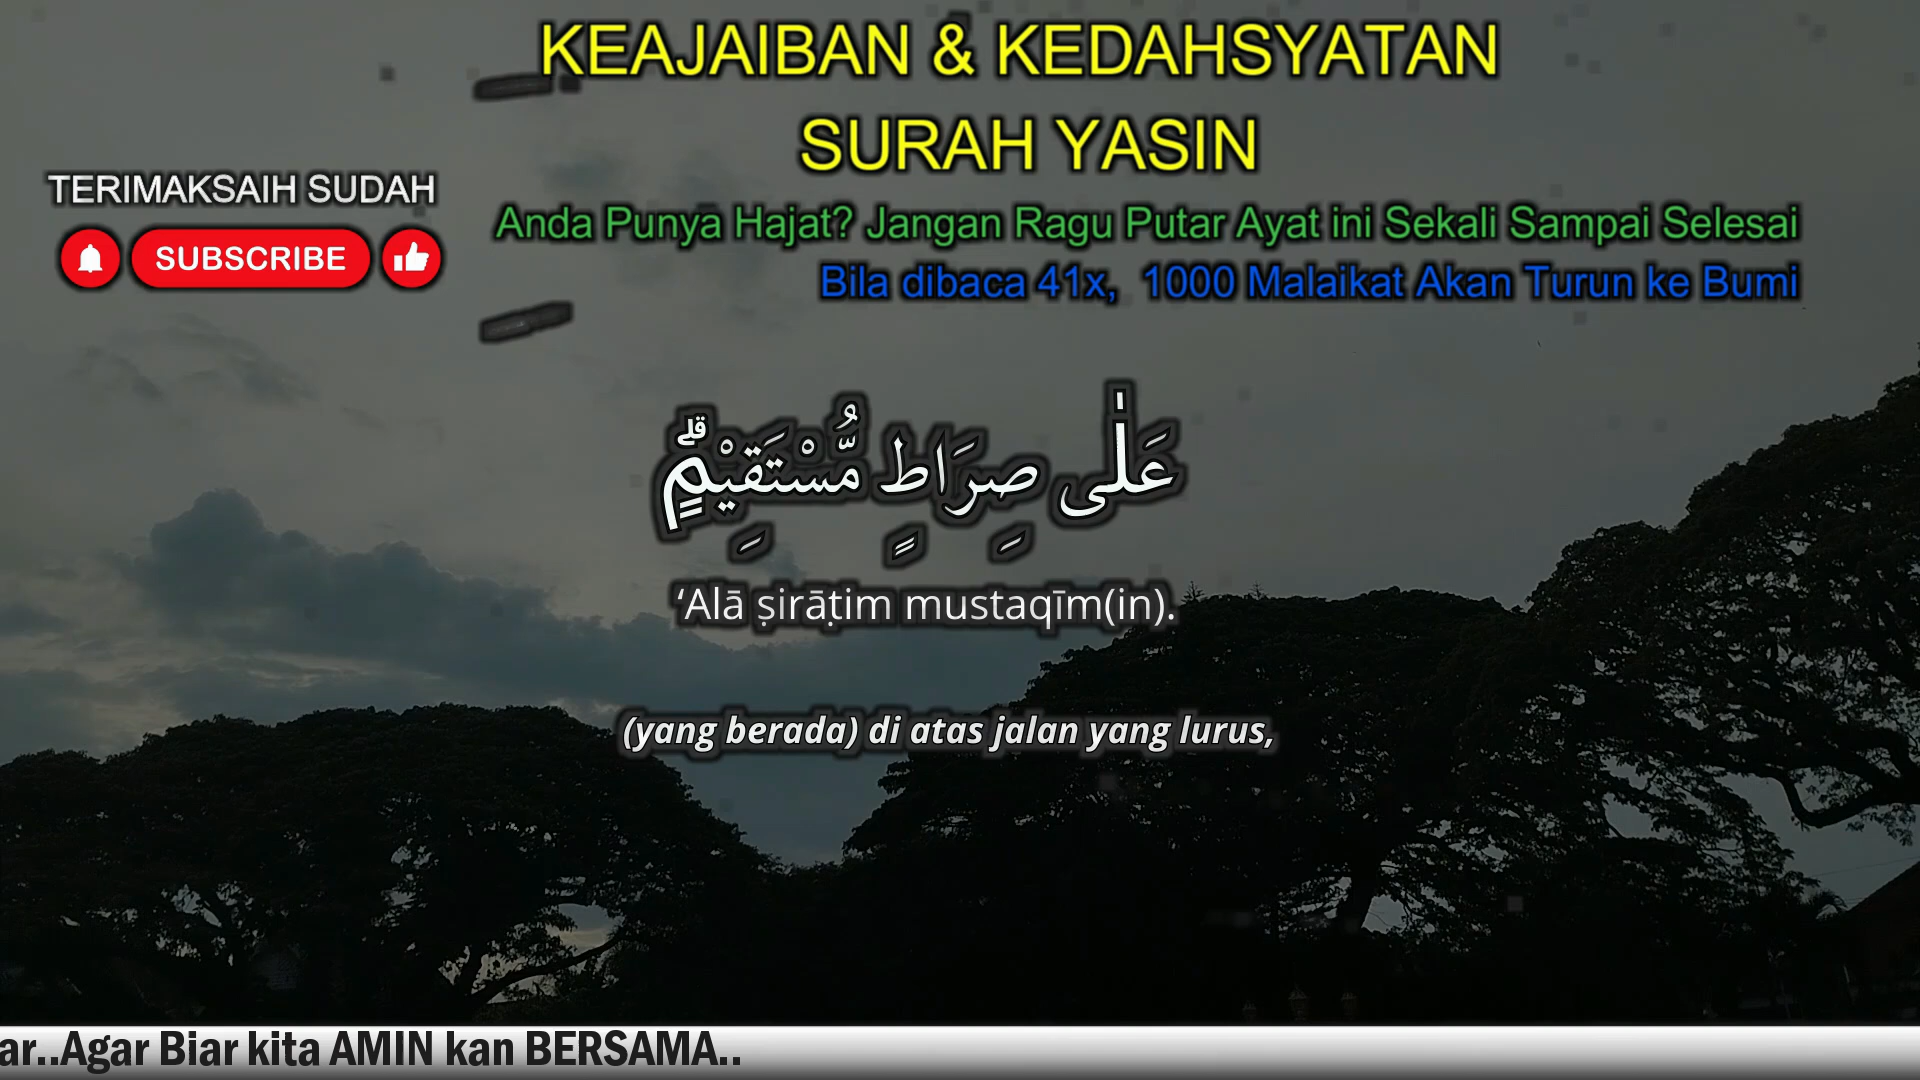 KEAJAIBAN & KEDAHSYATAN
SURAH YASIN
TERIMAKSAIH SUDAH
SUBSCRIBE
Anda Punya Hajat? Jangan Ragu Putar Ayat ini Sekali Sampai Selesai
Bila dibaca 41x, 1000 Malaikat Akan Turun ke Bumi
عَلٰى صِرَاطٍ مُّسْتَقِيْمٍۗ
‘Alā ṣirāṭim mustaqīm(in).
(yang berada) di atas jalan yang lurus,
ar..Agar Biar kita AMIN kan BERSAMA..